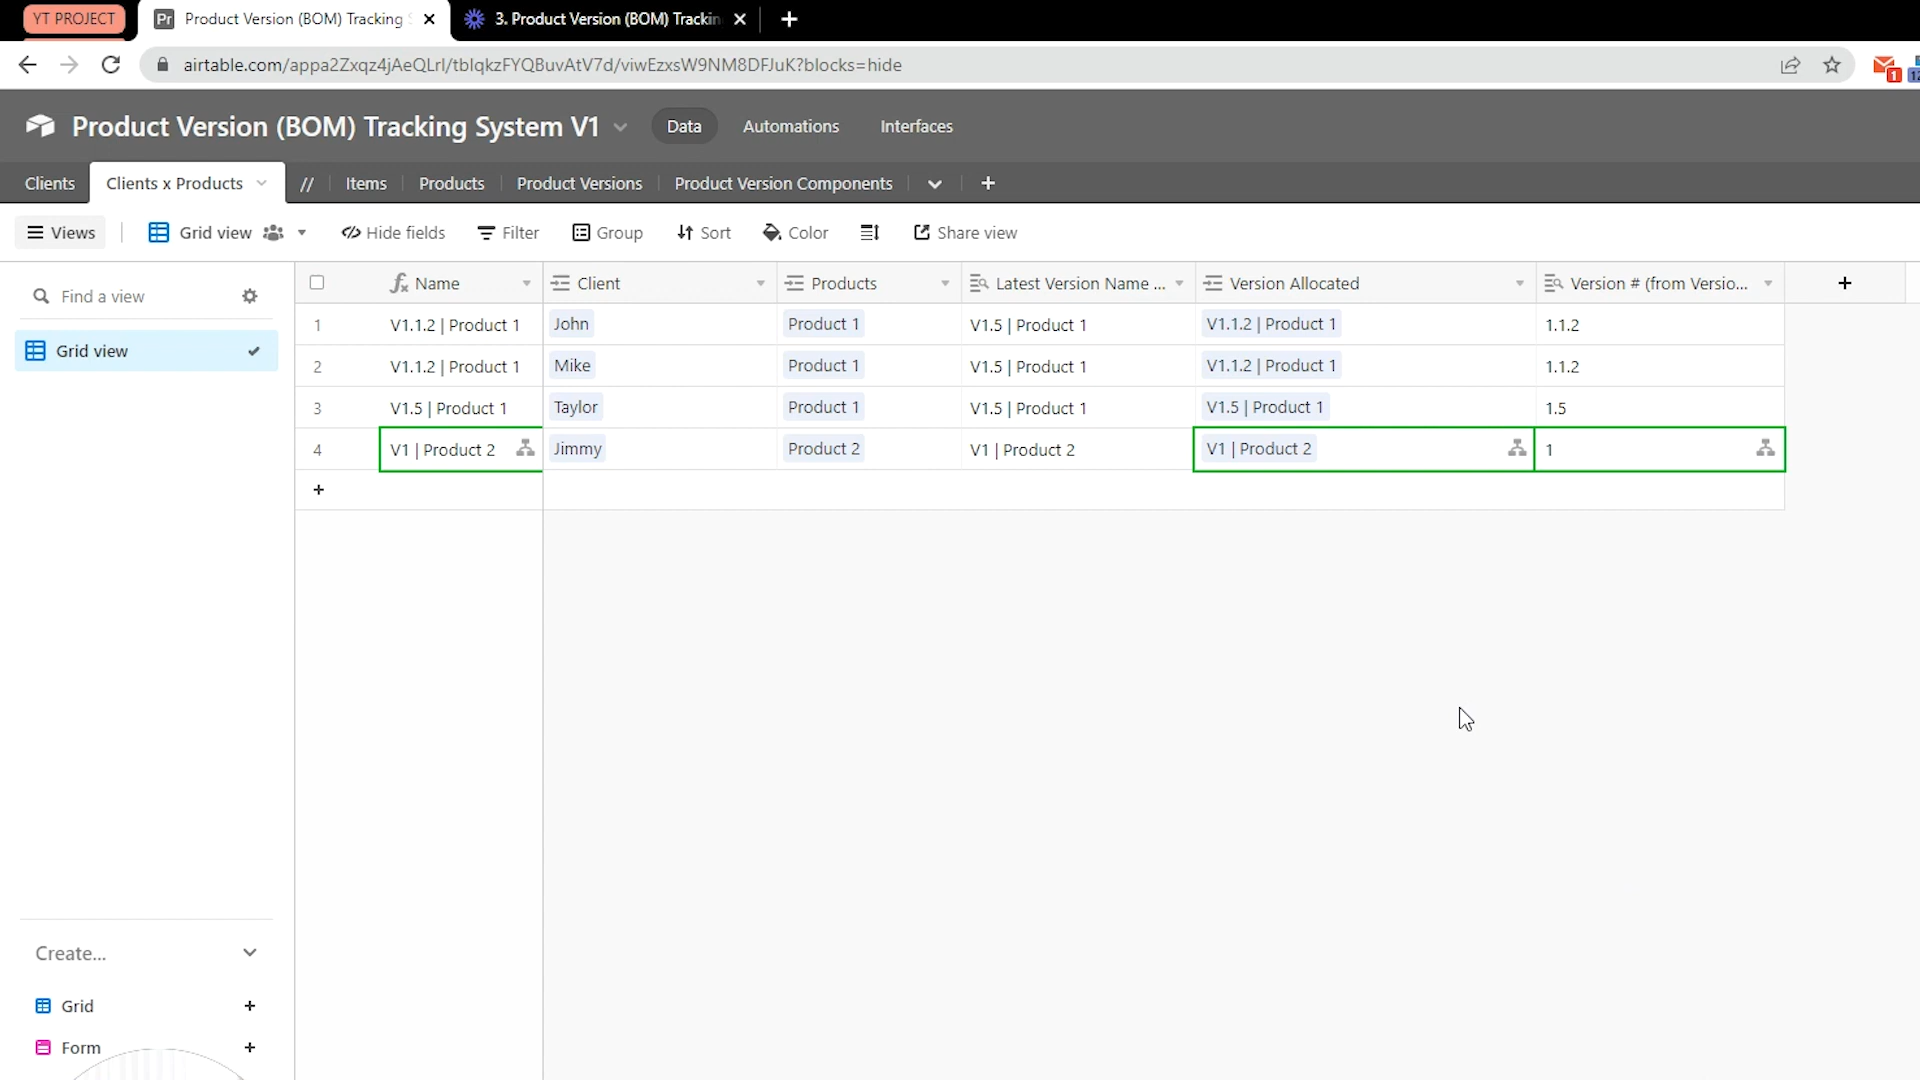 YT PROJECT
Pr Product Version (BOM) Tracking
3. Product Version (BOM) Trackin
airtable.com/appa2Zxqz4jAeQLrI/tblqkzFYQBuvAtV7d/viwEzxsW9NM8DFJuK?blocks=hide
1
12
Product Version (BOM) Tracking System V1
Data
Automations
Interfaces
Clients
Clients x Products
//
Items
Products
Product Versions
Product Version Components
Views
Grid view
Hide fields
Filter
Group
Sort
Color
Share view
Find a view
Grid view
Name Client Products Latest Version Name ... Version Allocated Version # (from Versio...
1 V1.1.2 | Product 1 John Product 1 V1.5 | Product 1 V1.1.2 | Product 1 1.1.2
2 V1.1.2 | Product 1 Mike Product 1 V1.5 | Product 1 V1.1.2 | Product 1 1.1.2
3 V1.5 | Product 1 Taylor Product 1 V1.5 | Product 1 V1.5 | Product 1 1.5
4 V1 | Product 2 Jimmy Product 2 V1 | Product 2 V1 | Product 2 1
Create...
Grid
Form